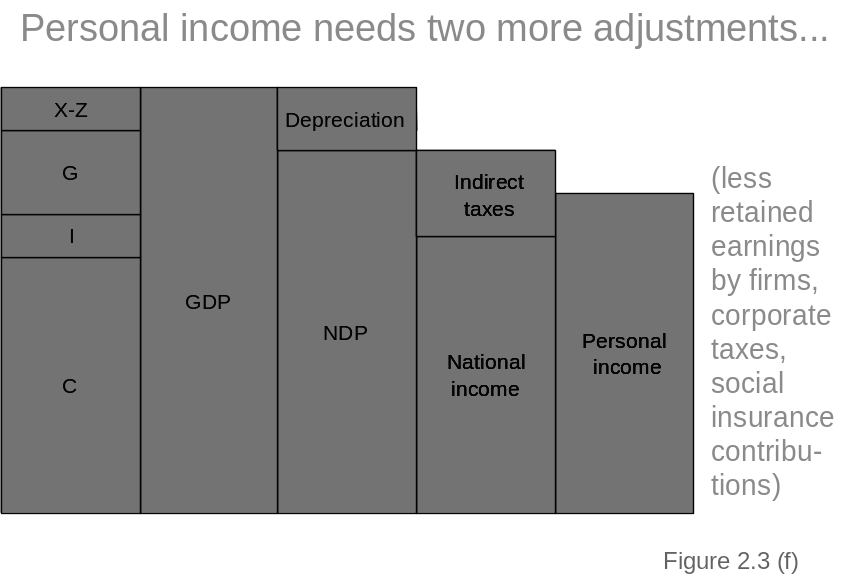 Personal income needs two more adjustments...
X-Z
G
I
C
GDP
Depreciation
NDP
Indirect
taxes
National
income
Personal
income
(less
retained
earnings
by firms,
corporate
taxes,
social
insurance
contribu-
tions)
Figure 2.3 (f)